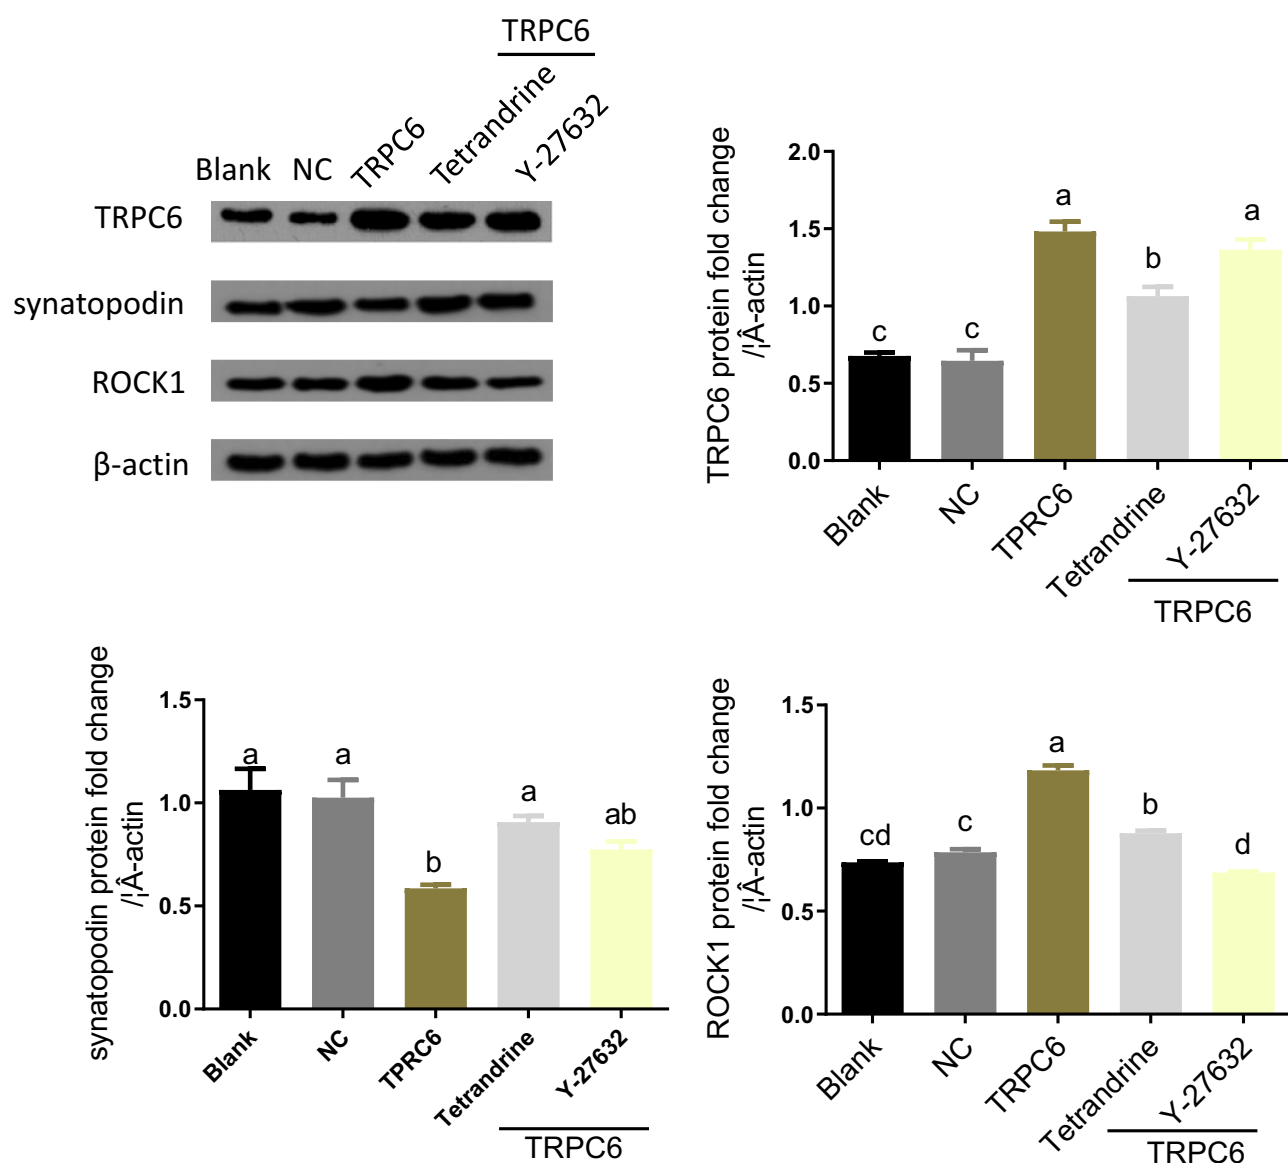 TRPC6
Blank NC TRPC6 Tetrandrine Y-27632
TRPC6
synatopodin
ROCK1
β-actin
TRPC6 protein fold change
/¦Â-actin
2.0
1.5
1.0
0.5
0.0
c c a b a
Blank NC TPRC6 Tetrandrine Y-27632
TRPC6
synatopodin protein fold change
/¦Â-actin
1.5
1.0
0.5
0.0
a a b a ab
Blank NC TPRC6 Tetrandrine Y-27632
TRPC6
ROCK1 protein fold change
/¦Â-actin
1.5
1.0
0.5
0.0
cd c a b d
Blank NC TRPC6 Tetrandrine Y-27632
TRPC6